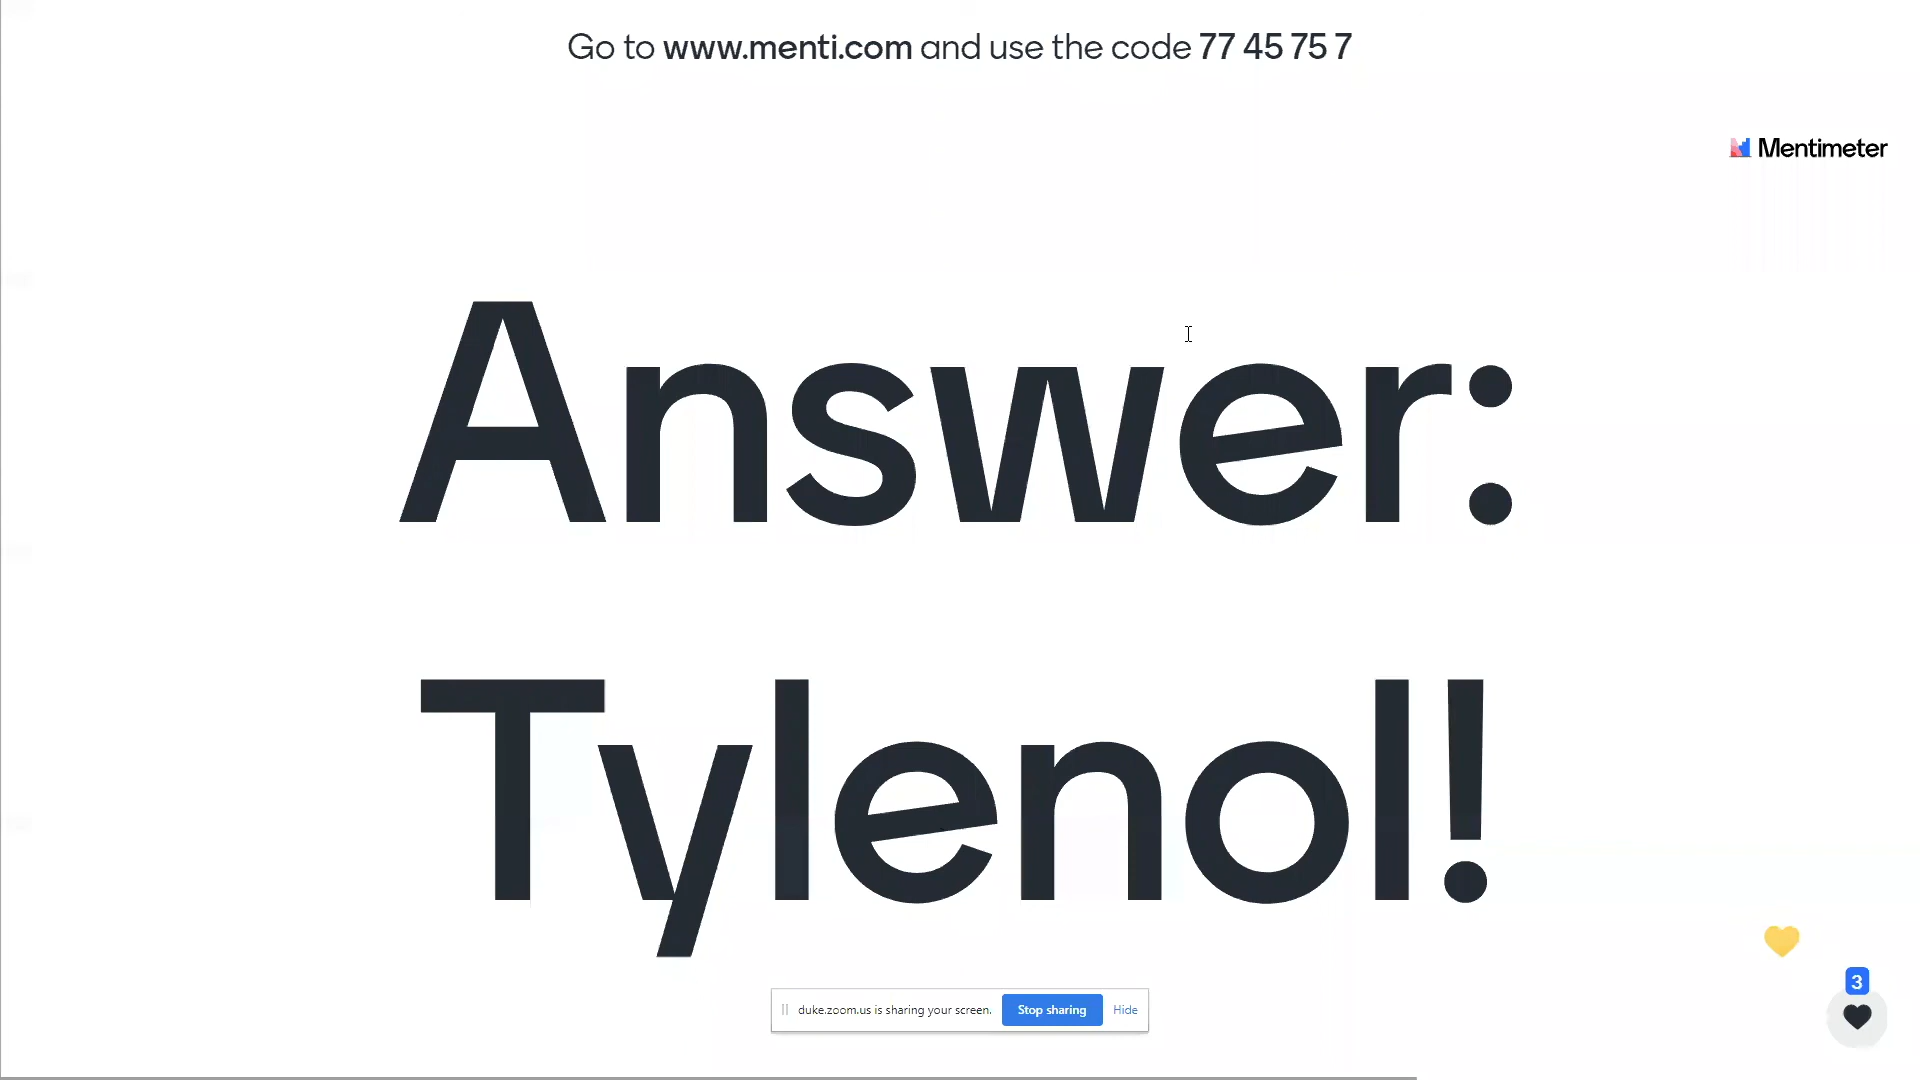 Go to www.menti.com and use the code 77 45 75 7
Mentimeter
Answer:
Tylenol!
3
duke.zoom.us is sharing your screen. Stop sharing Hide